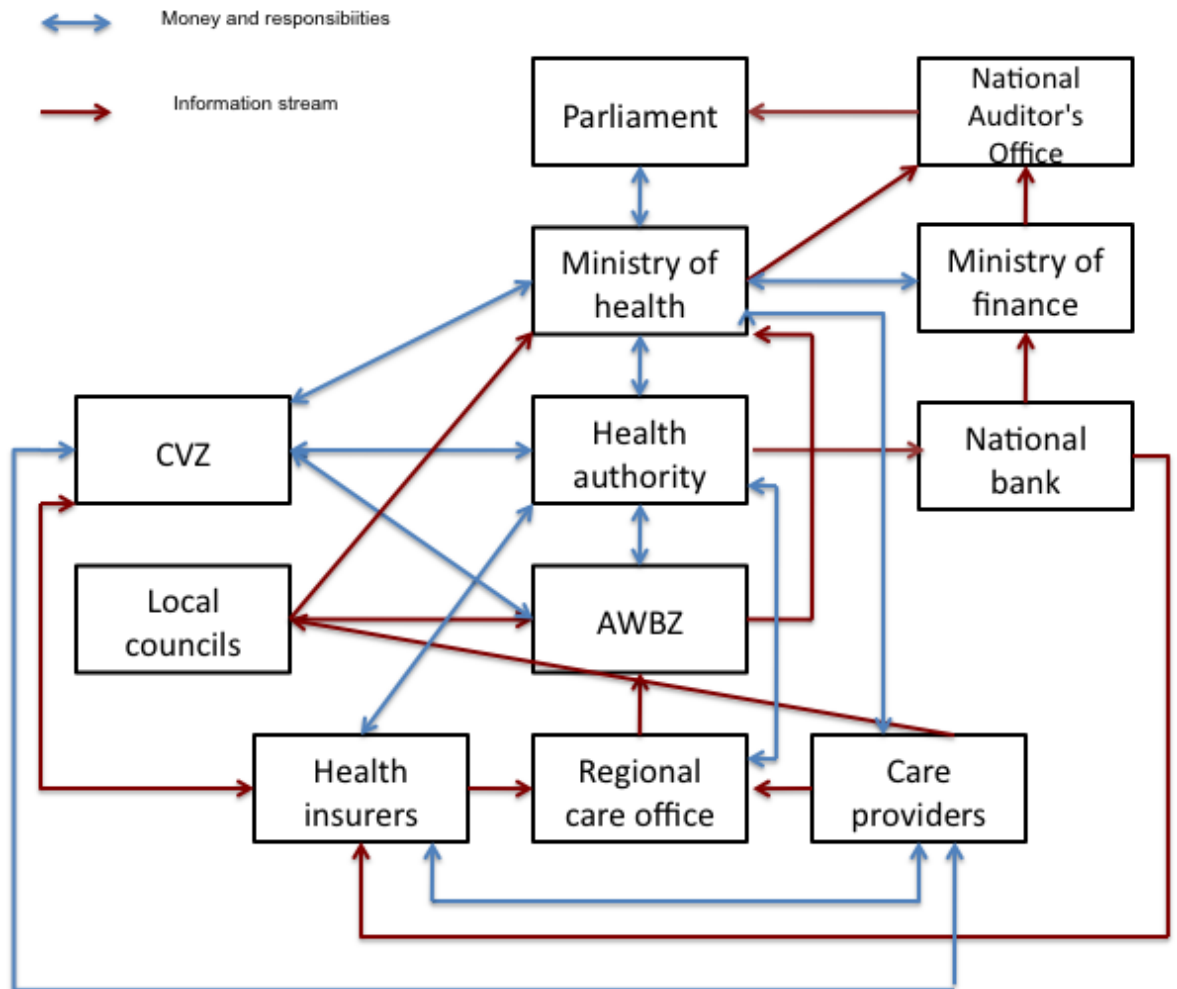 Money and responsibiities
Information stream
Parliament
National
Auditor's
Office
Ministry of
health
Ministry of
finance
CVZ
Health
authority
National
bank
Local
councils
AWBZ
Health
insurers
Regional
care office
Care
providers